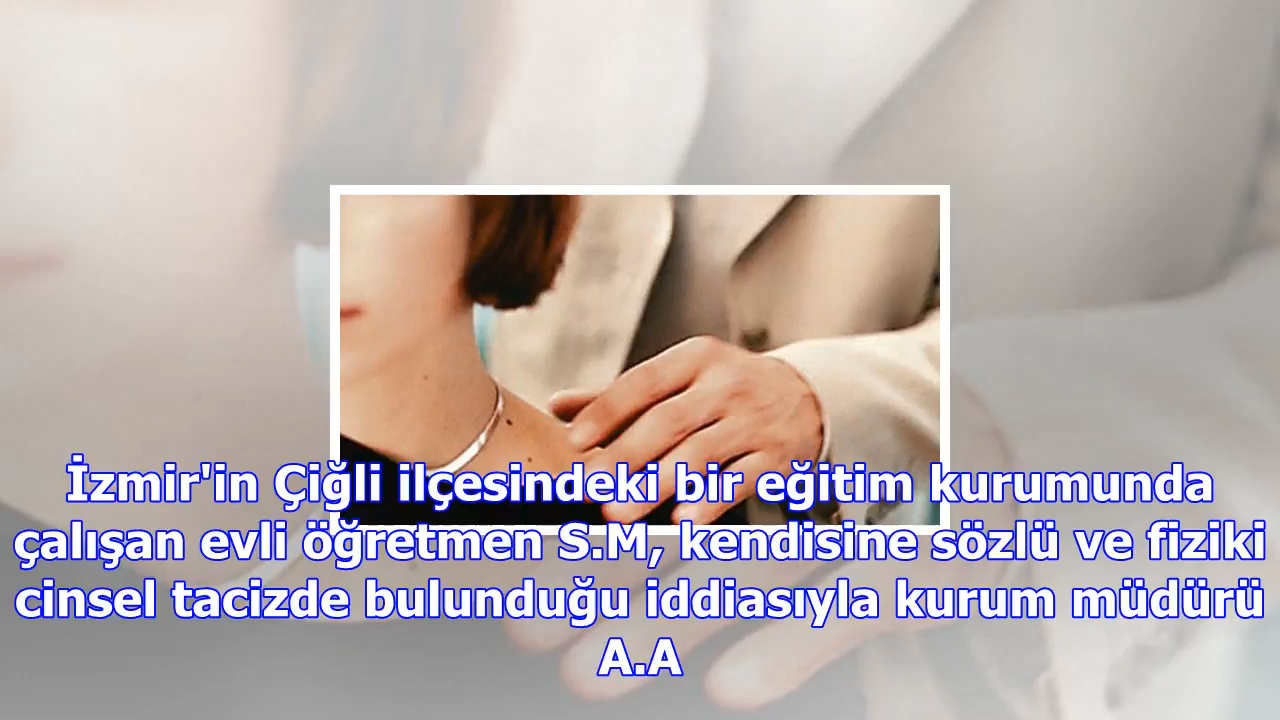 İzmir'in Çiğli ilçesindeki bir eğitim kurumunda
çalışan evli öğretmen S.M, kendisine sözlü ve fiziki
cinsel tacizde bulunduğu iddiasıyla kurum müdürü
A.A